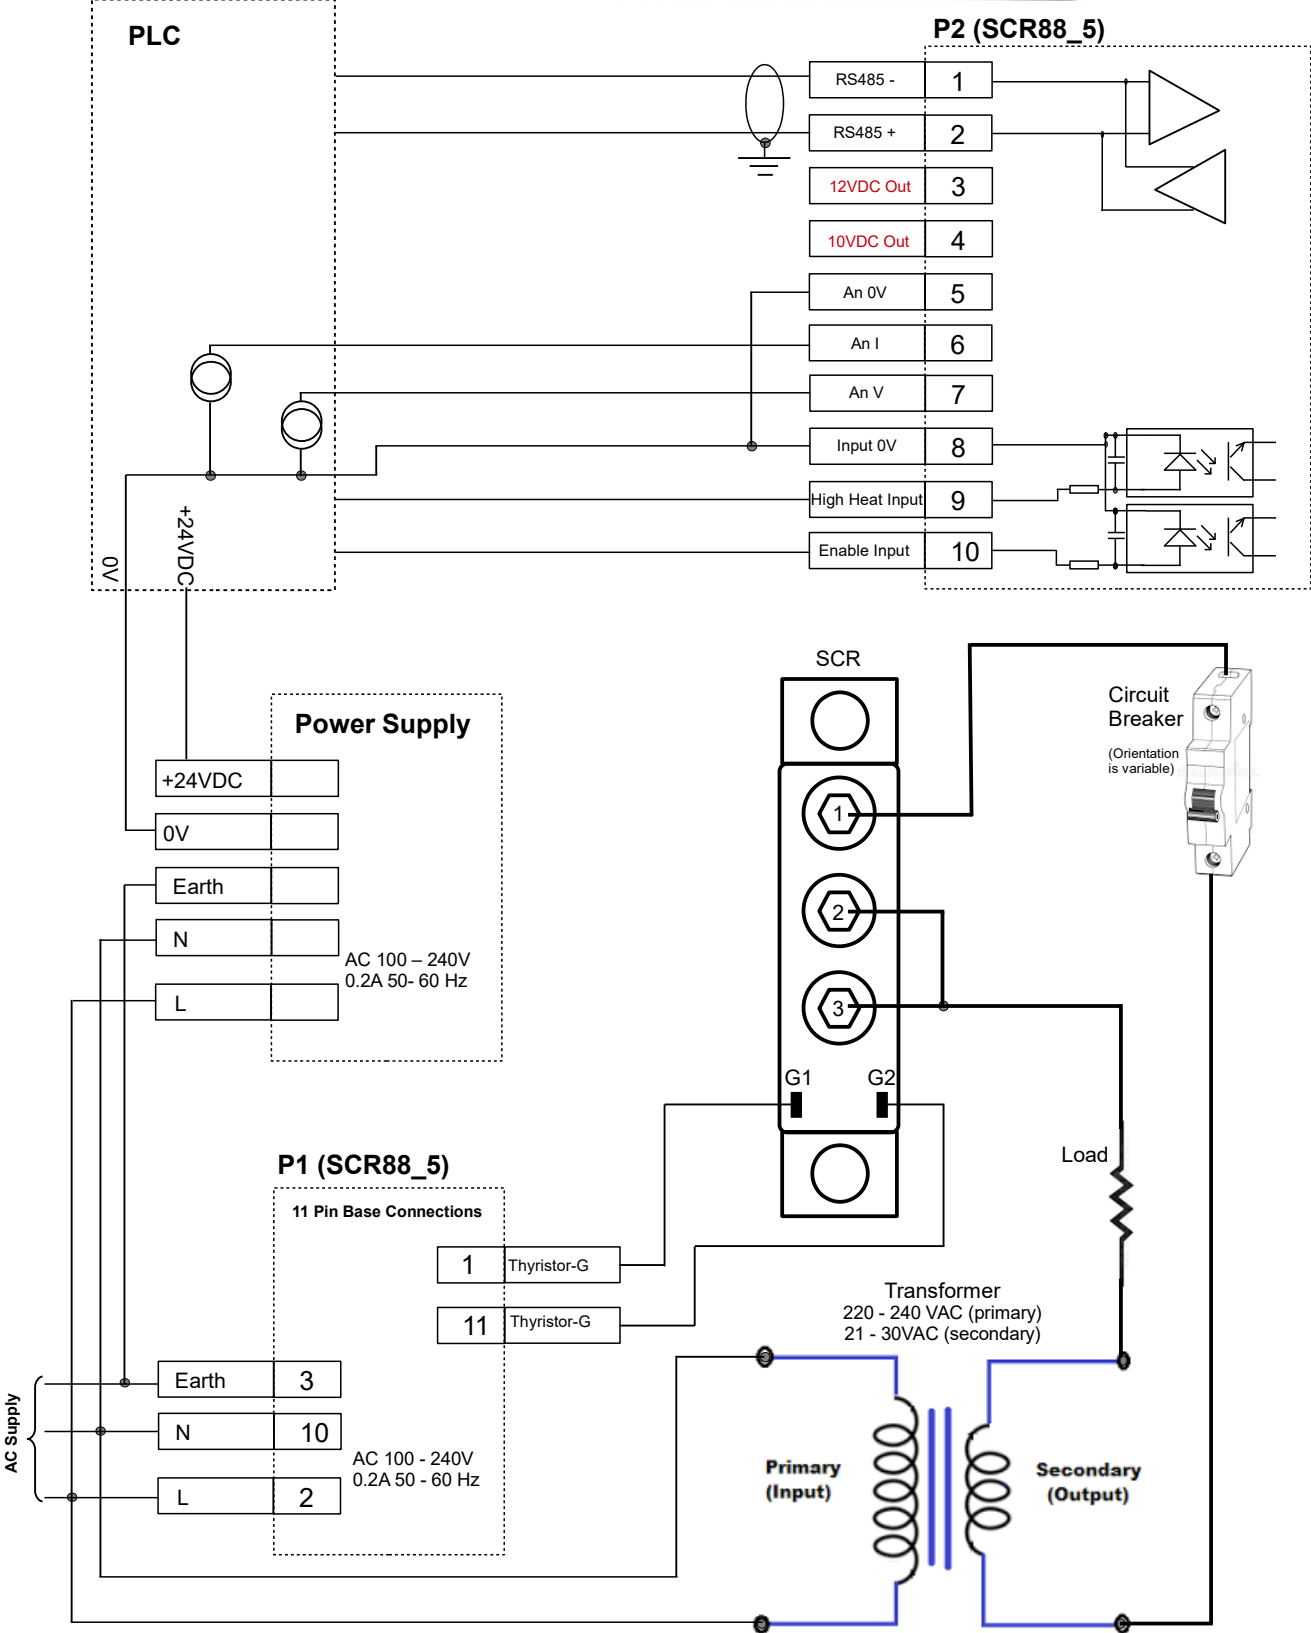 PLC
P2 (SCR88_5)
RS485 - 1
RS485 + 2
12VDC Out 3
10VDC Out 4
An 0V 5
An I 6
An V 7
Input 0V 8
High Heat Input 9
Enable Input 10
0V
+24VDC
Power Supply
+24VDC
0V
Earth
N
L
AC 100 – 240V
0.2A 50- 60 Hz
SCR
1
2
3
G1 G2
Circuit
Breaker
(Orientation
is variable)
Load
P1 (SCR88_5)
11 Pin Base Connections
1 Thyristor-G
11 Thyristor-G
AC Supply
Earth 3
N 10
L 2
AC 100 - 240V
0.2A 50 - 60 Hz
Transformer
220 - 240 VAC (primary)
21 - 30VAC (secondary)
Primary
(Input)
Secondary
(Output)